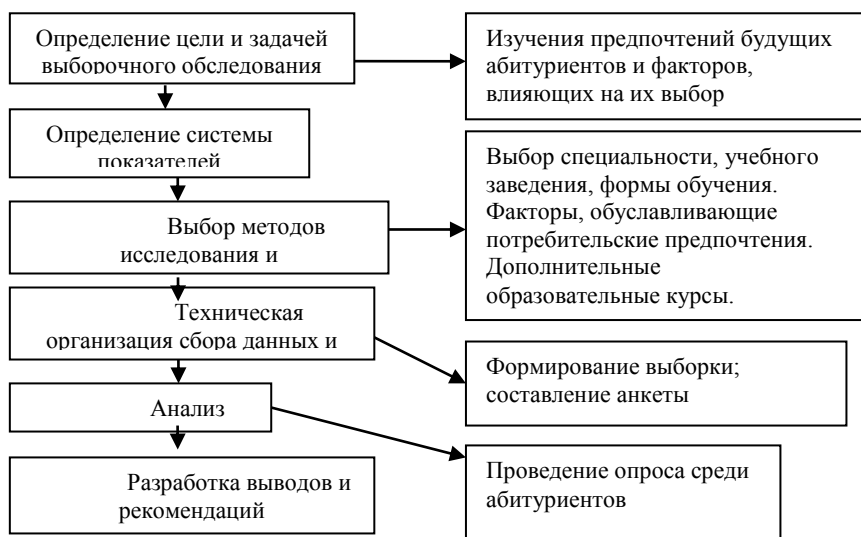 Определение цели и задачей
выборочного обследования
Изучения предпочтений будущих
абитуриентов и факторов,
влияющих на их выбор
Определение системы
показателей
Выбор специальности, учебного
заведения, формы обучения.
Факторы, обуславливающие
потребительские предпочтения.
Дополнительные
образовательные курсы.
Выбор методов
исследования и
Техническая
организация сбора данных и
Формирование выборки;
составление анкеты
Анализ
Проведение опроса среди
абитуриентов
Разработка выводов и
рекомендаций